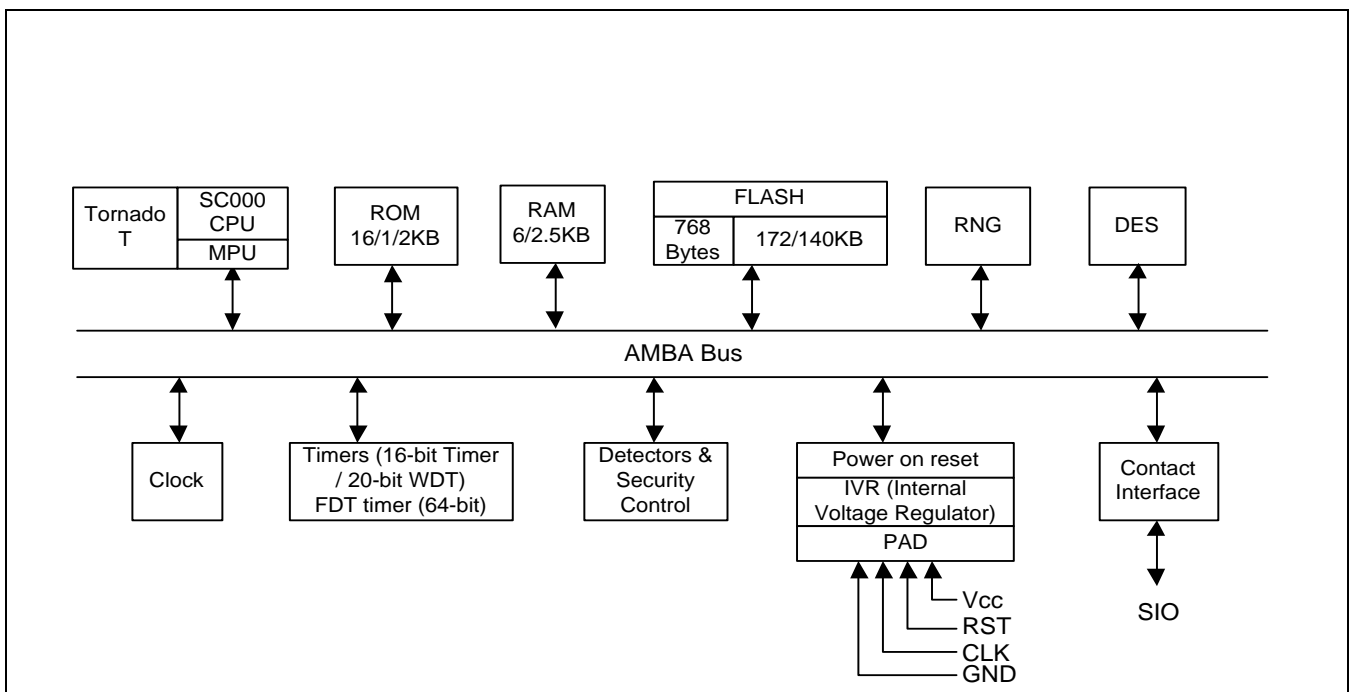 Tornado
T
SC000
CPU
MPU
ROM
16/1/2KB
RAM
6/2.5KB
FLASH
768
Bytes
172/140KB
RNG
DES
AMBA Bus
Clock
Timers (16-bit Timer
/ 20-bit WDT)
FDT timer (64-bit)
Detectors &
Security
Control
Power on reset
IVR (Internal
Voltage Regulator)
PAD
Vcc
RST
CLK
GND
Contact
Interface
SIO